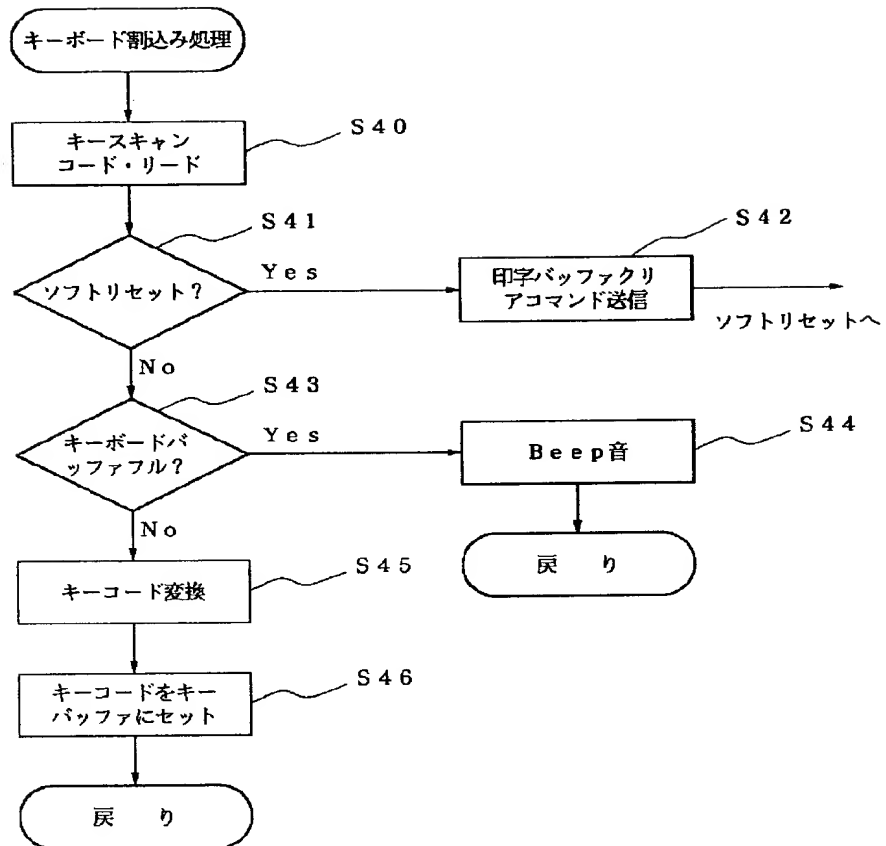 キーボード割込み処理
キースキャン
コード・リード
S40
S41
ソフトリセット?
Yes
S42
印字バッファクリ
アコマンド送信
ソフトリセットへ
No
S43
キーボードバ
ッファフル?
Yes
S44
Beep音
戻 り
No
S45
キーコード変換
S46
キーコードをキー
バッファにセット
戻 り